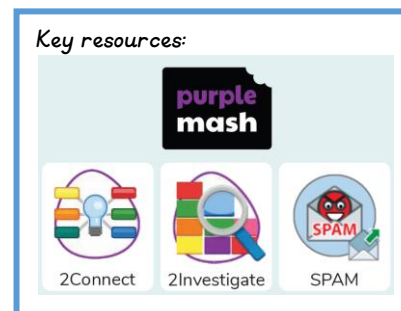 Key resources:
purple
mash
SPAM
2Connect 2Investigate SPAM